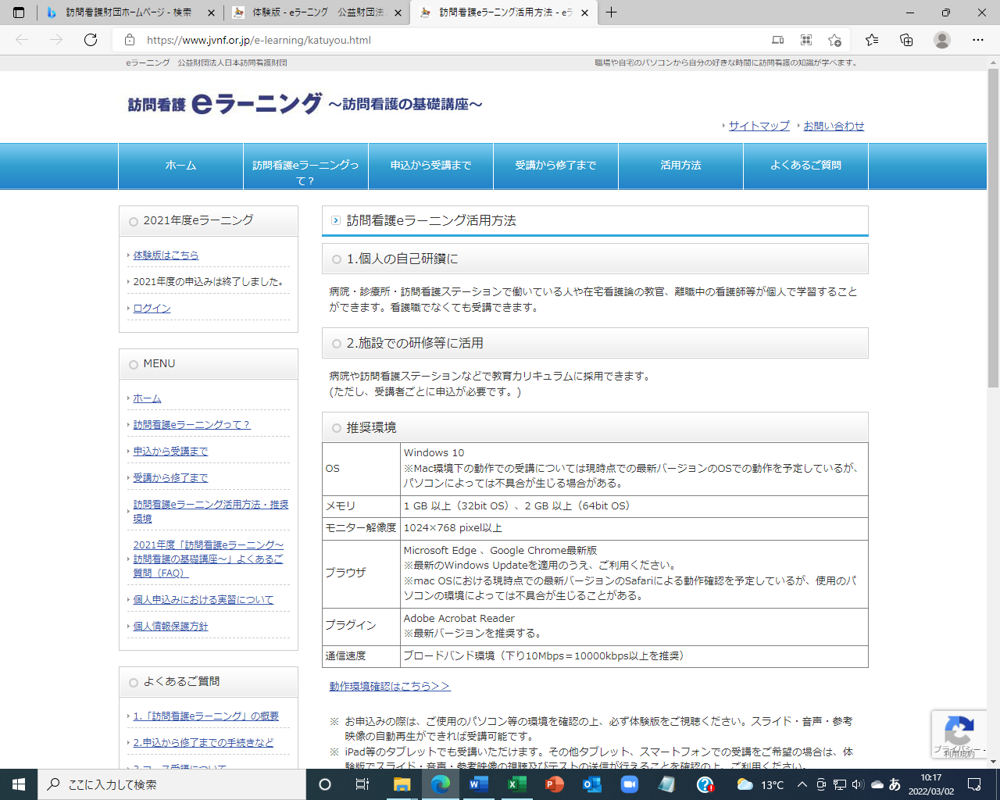 訪問看護財団ホームページ - 検索
体験版 - eラーニング 公益財団法
訪問看護eラーニング活用方法 - eラ
https://www.jvnf.or.jp/e-learning/katuyou.html
eラーニング 公益財団法人日本訪問看護財団
職場や自宅のパソコンから自分の好きな時間に訪問看護の知識が学べます。
訪問看護 eラーニング ～訪問看護の基礎講座～
サイトマップ
お問い合わせ
ホーム
訪問看護eラーニングっ
て？
申込から受講まで
受講から修了まで
活用方法
よくあるご質問
2021年度eラーニング
体験版はこちら
2021年度の申込みは終了しました。
ログイン
MENU
ホーム
訪問看護eラーニングって？
申込から受講まで
受講から修了まで
訪問看護eラーニング活用方法・推奨
環境
2021年度「訪問看護eラーニング～
訪問看護の基礎講座～」よくあるご
質問（FAQ）
個人申込みにおける実習について
個人情報保護方針
よくあるご質問
1.「訪問看護eラーニング」の概要
2.申込から修了までの手続きなど
3.コース受講について
訪問看護eラーニング活用方法
1.個人の自己研鑽に
病院・診療所・訪問看護ステーションで働いている人や在宅看護論の教官、離職中の看護師等が個人で学習すること
ができます。看護職でなくても受講できます。
2.施設での研修等に活用
病院や訪問看護ステーションなどで教育カリキュラムに採用できます。
(ただし、受講者ごとに申込が必要です。)
推奨環境
OS
Windows 10
※Mac環境下の動作での受講については現時点での最新バージョンのOSでの動作を予定しているが、
パソコンによっては不具合が生じる場合がある。
メモリ
1 GB 以上（32bit OS）、2 GB 以上（64bit OS）
モニター解像度
1024×768 pixel以上
ブラウザ
Microsoft Edge 、Google Chrome最新版
※最新のWindows Updateを適用のうえ、ご利用ください。
※mac OSにおける現時点での最新バージョンのSafariによる動作確認を予定しているが、使用のパ
ソコンの環境によっては不具合が生じることがある。
プラグイン
Adobe Acrobat Reader
※最新バージョンを推奨する。
通信速度
ブロードバンド環境（下り10Mbps＝10000kbps以上を推奨）
動作環境確認はこちら>>
※ お申込みの際は、ご使用のパソコン等の環境を確認の上、必ず体験版をご視聴ください。スライド・音声・参考
映像の自動再生ができれば受講可能です。
※ iPad等のタブレットでも受講いただけます。その他タブレット、スマートフォンでの受講をご希望の場合は、体
験版でスライド・音声・参考映像の視聴及びテストの送信が行えることを確認の上、ご利用ください。
プライバシー -
利用規約
ここに入力して検索
13°C
あ
10:17
2022/03/02